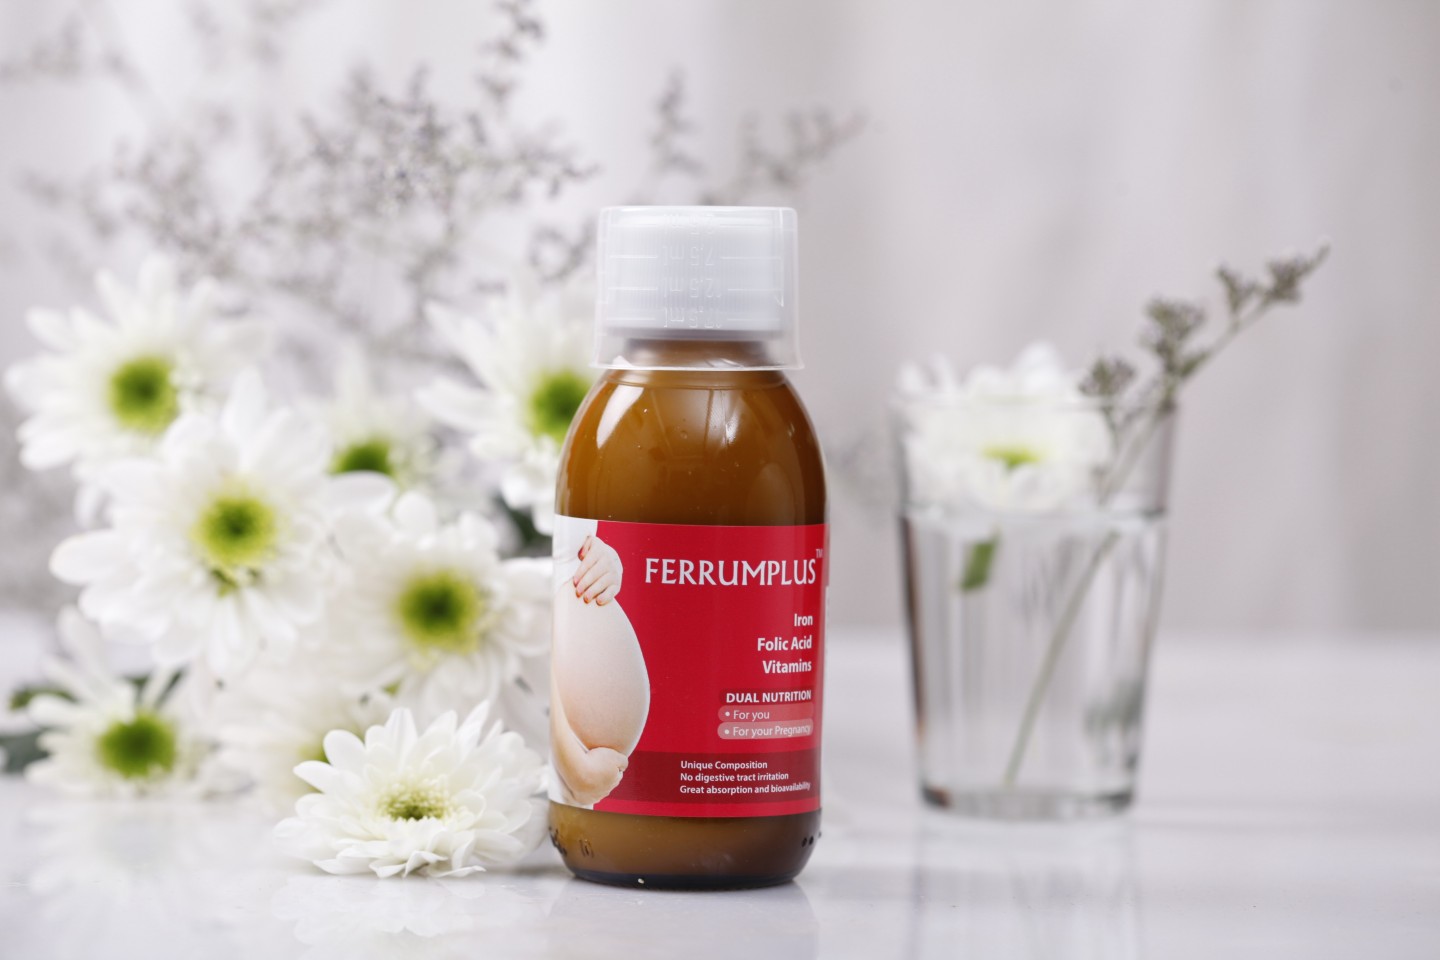 FERRUMPLUS™
Iron
Folic Acid
Vitamins
DUAL NUTRITION
• For you
• For your Pregnancy
Unique Composition
No digestive tract irritation
Great absorption and bioavailability